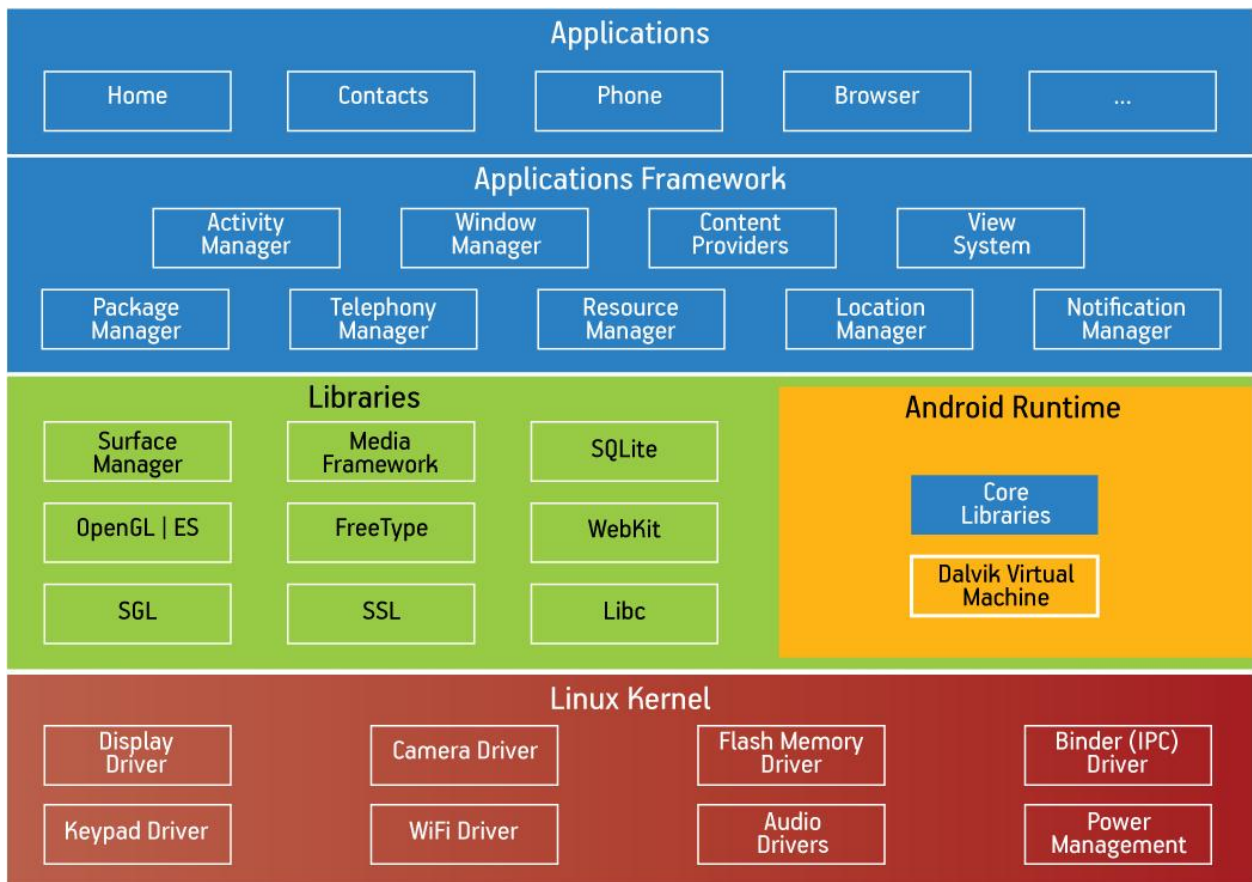 Applications
Home
Contacts
Phone
Browser
...
Applications Framework
Activity
Manager
Window
Manager
Content
Providers
View
System
Package
Manager
Telephony
Manager
Resource
Manager
Location
Manager
Notification
Manager
Libraries
Surface
Manager
Media
Framework
SQLite
OpenGL | ES
FreeType
WebKit
SGL
SSL
Libc
Android Runtime
Core
Libraries
Dalvik Virtual
Machine
Linux Kernel
Display
Driver
Camera Driver
Flash Memory
Driver
Binder (IPC)
Driver
Keypad Driver
WiFi Driver
Audio
Drivers
Power
Management